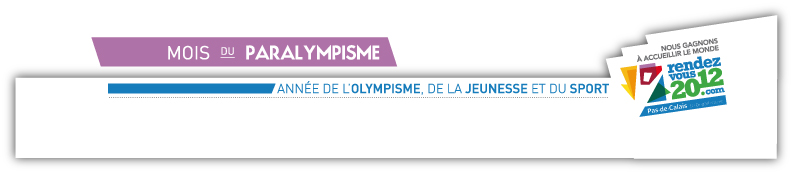 MOIS DU PARALYMPISME
ANNÉE DE L'OLYMPISME, DE LA JEUNESSE ET DU SPORT
NOUS GAGNONS
À ACCUEILLIR LE MONDE
rendez
vous
2012
.com
Pas-de-Calais